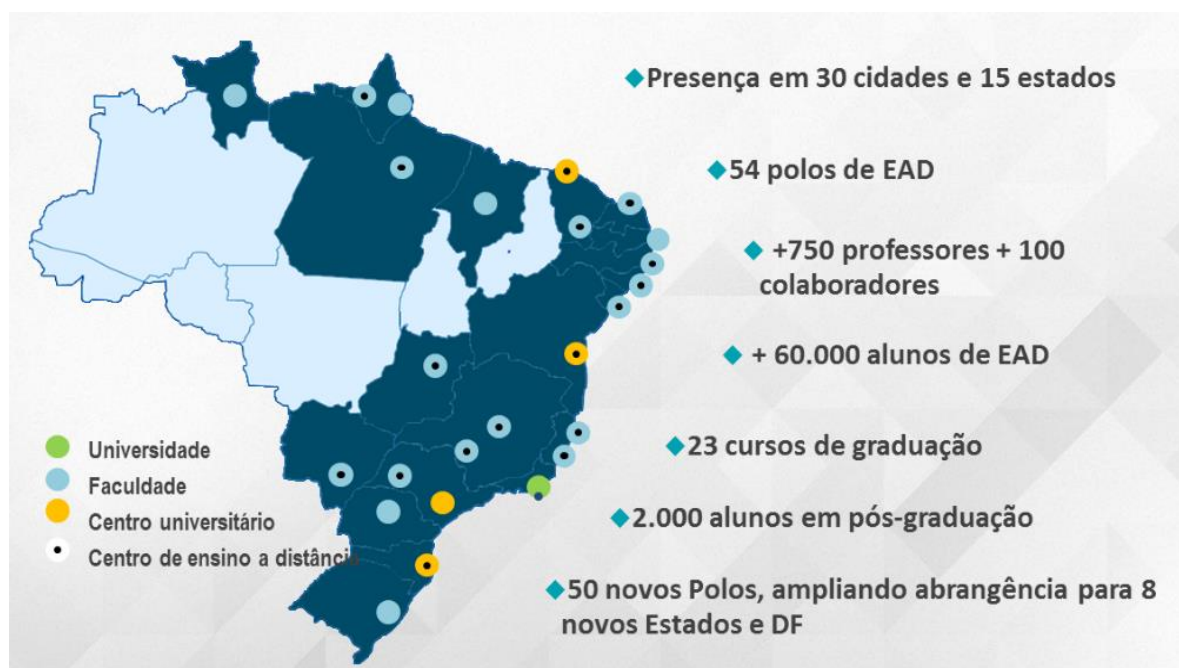 Presença em 30 cidades e 15 estados
54 polos de EAD
+750 professores + 100
colaboradores
+ 60.000 alunos de EAD
23 cursos de graduação
2.000 alunos em pós-graduação
50 novos Polos, ampliando abrangência para 8
novos Estados e DF
Universidade
Faculdade
Centro universitário
Centro de ensino a distância